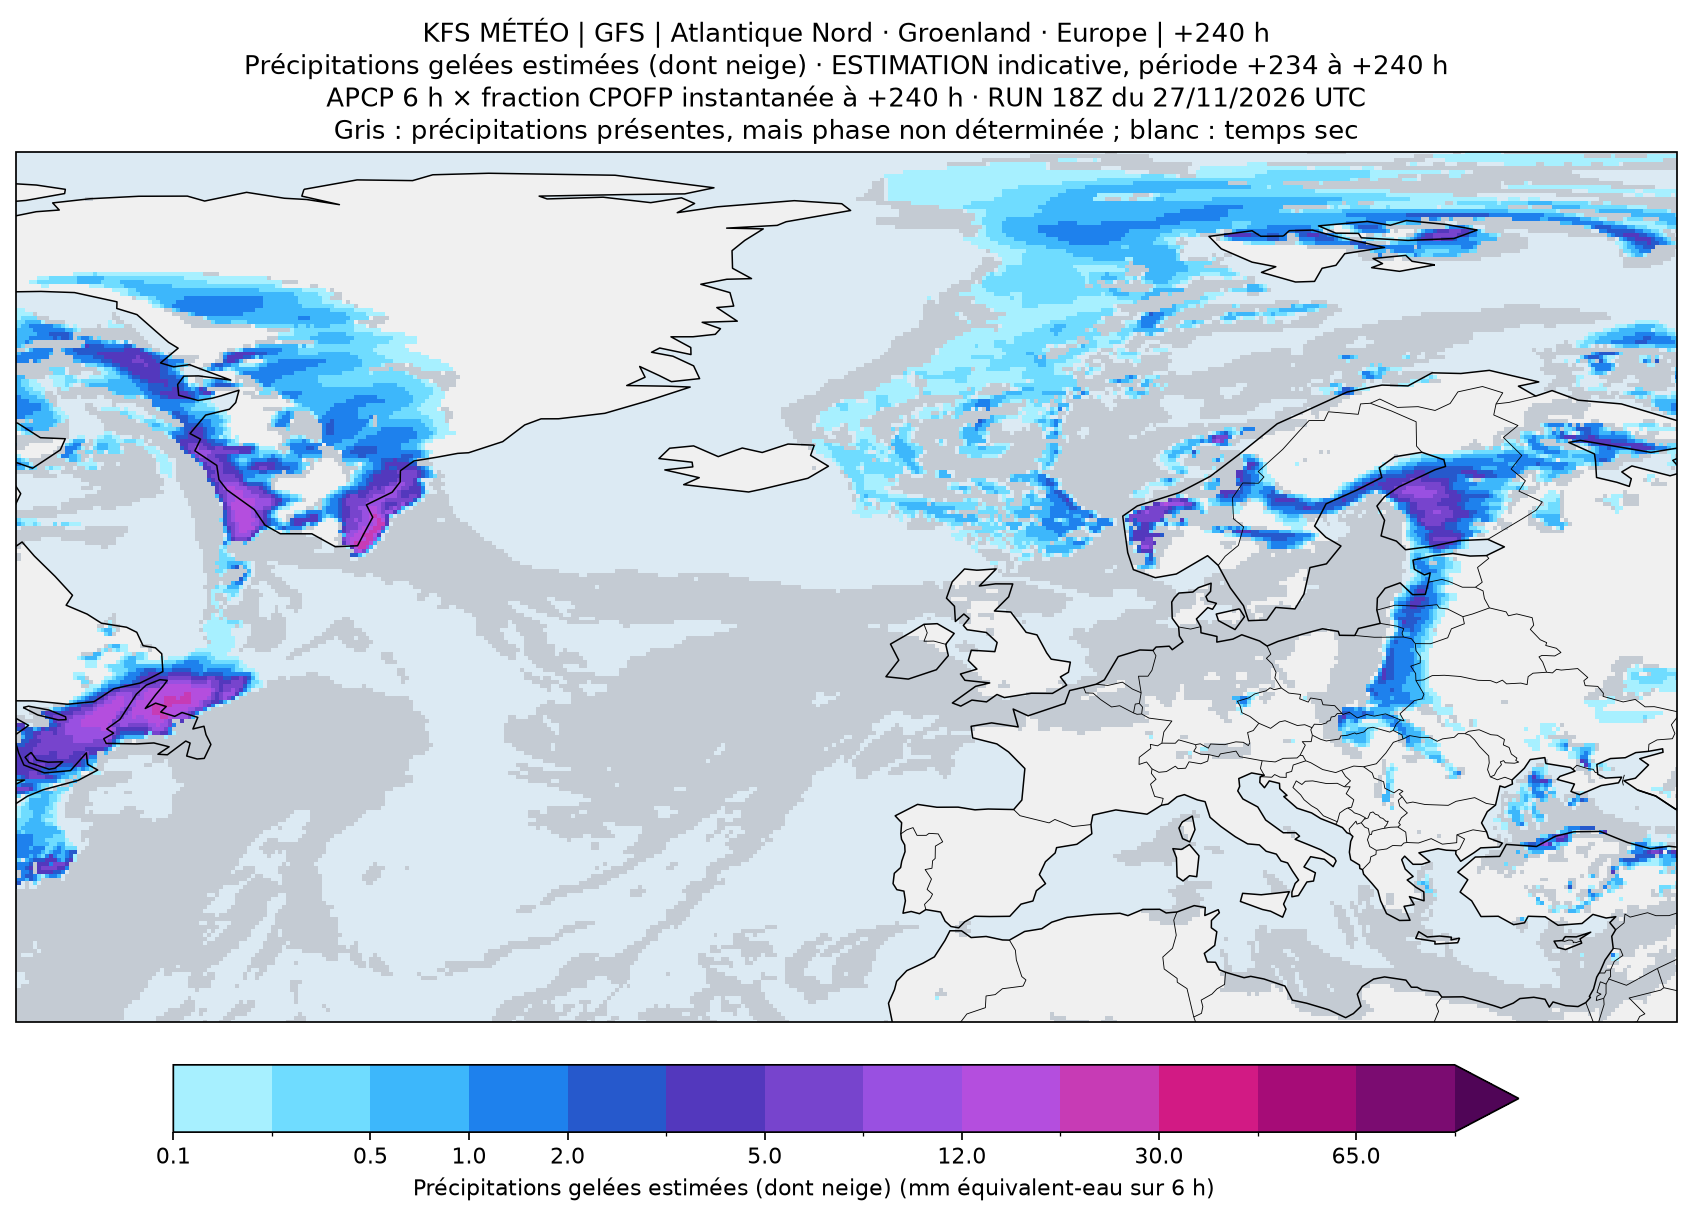 KFS MÉTÉO | GFS | Atlantique Nord · Groenland · Europe | +240 h
Précipitations gelées estimées (dont neige) · ESTIMATION indicative, période +234 à +240 h
APCP 6 h × fraction CPOFP instantanée à +240 h · RUN 18Z du 27/11/2026 UTC
Gris : précipitations présentes, mais phase non déterminée ; blanc : temps sec
0.1 0.5 1.0 2.0 5.0 12.0 30.0 65.0
Précipitations gelées estimées (dont neige) (mm équivalent-eau sur 6 h)